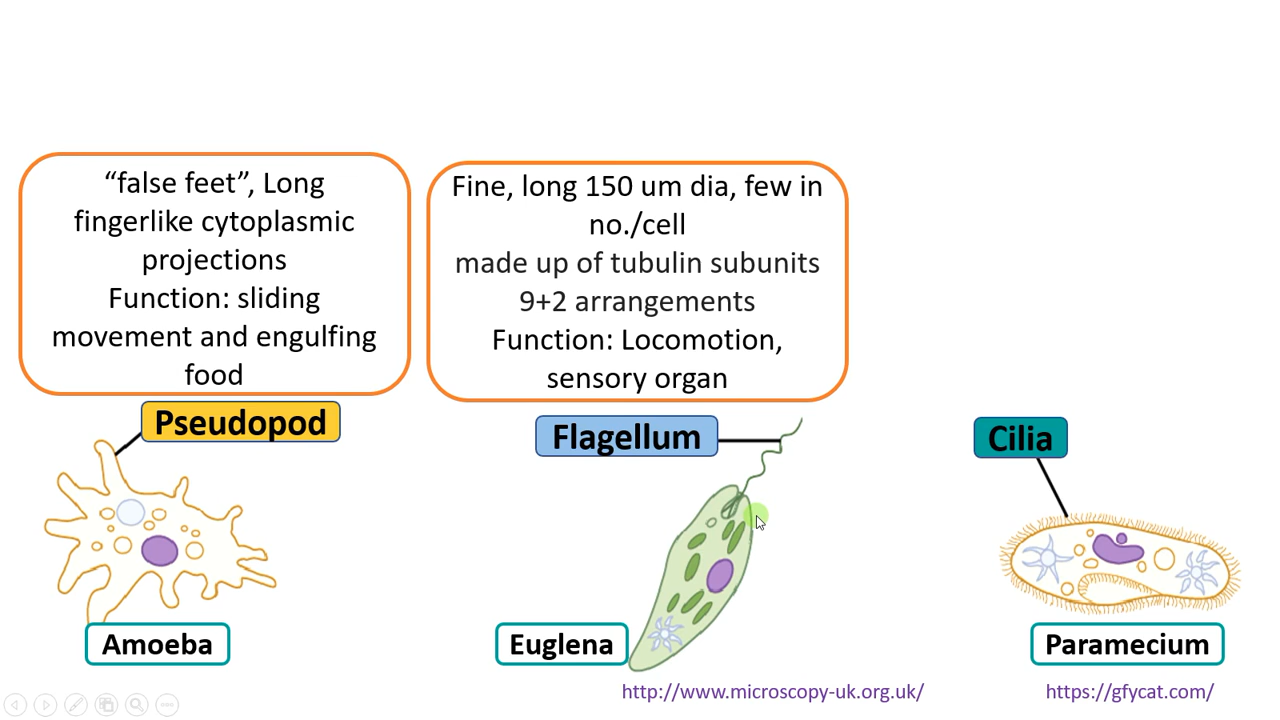 “false feet”, Long
fingerlike cytoplasmic
projections
Function: sliding
movement and engulfing
food
Fine, long 150 um dia, few in
no./cell
made up of tubulin subunits
9+2 arrangements
Function: Locomotion,
sensory organ
Pseudopod
Flagellum
Cilia
Amoeba
Euglena
Paramecium
http://www.microscopy-uk.org.uk/
https://gfycat.com/